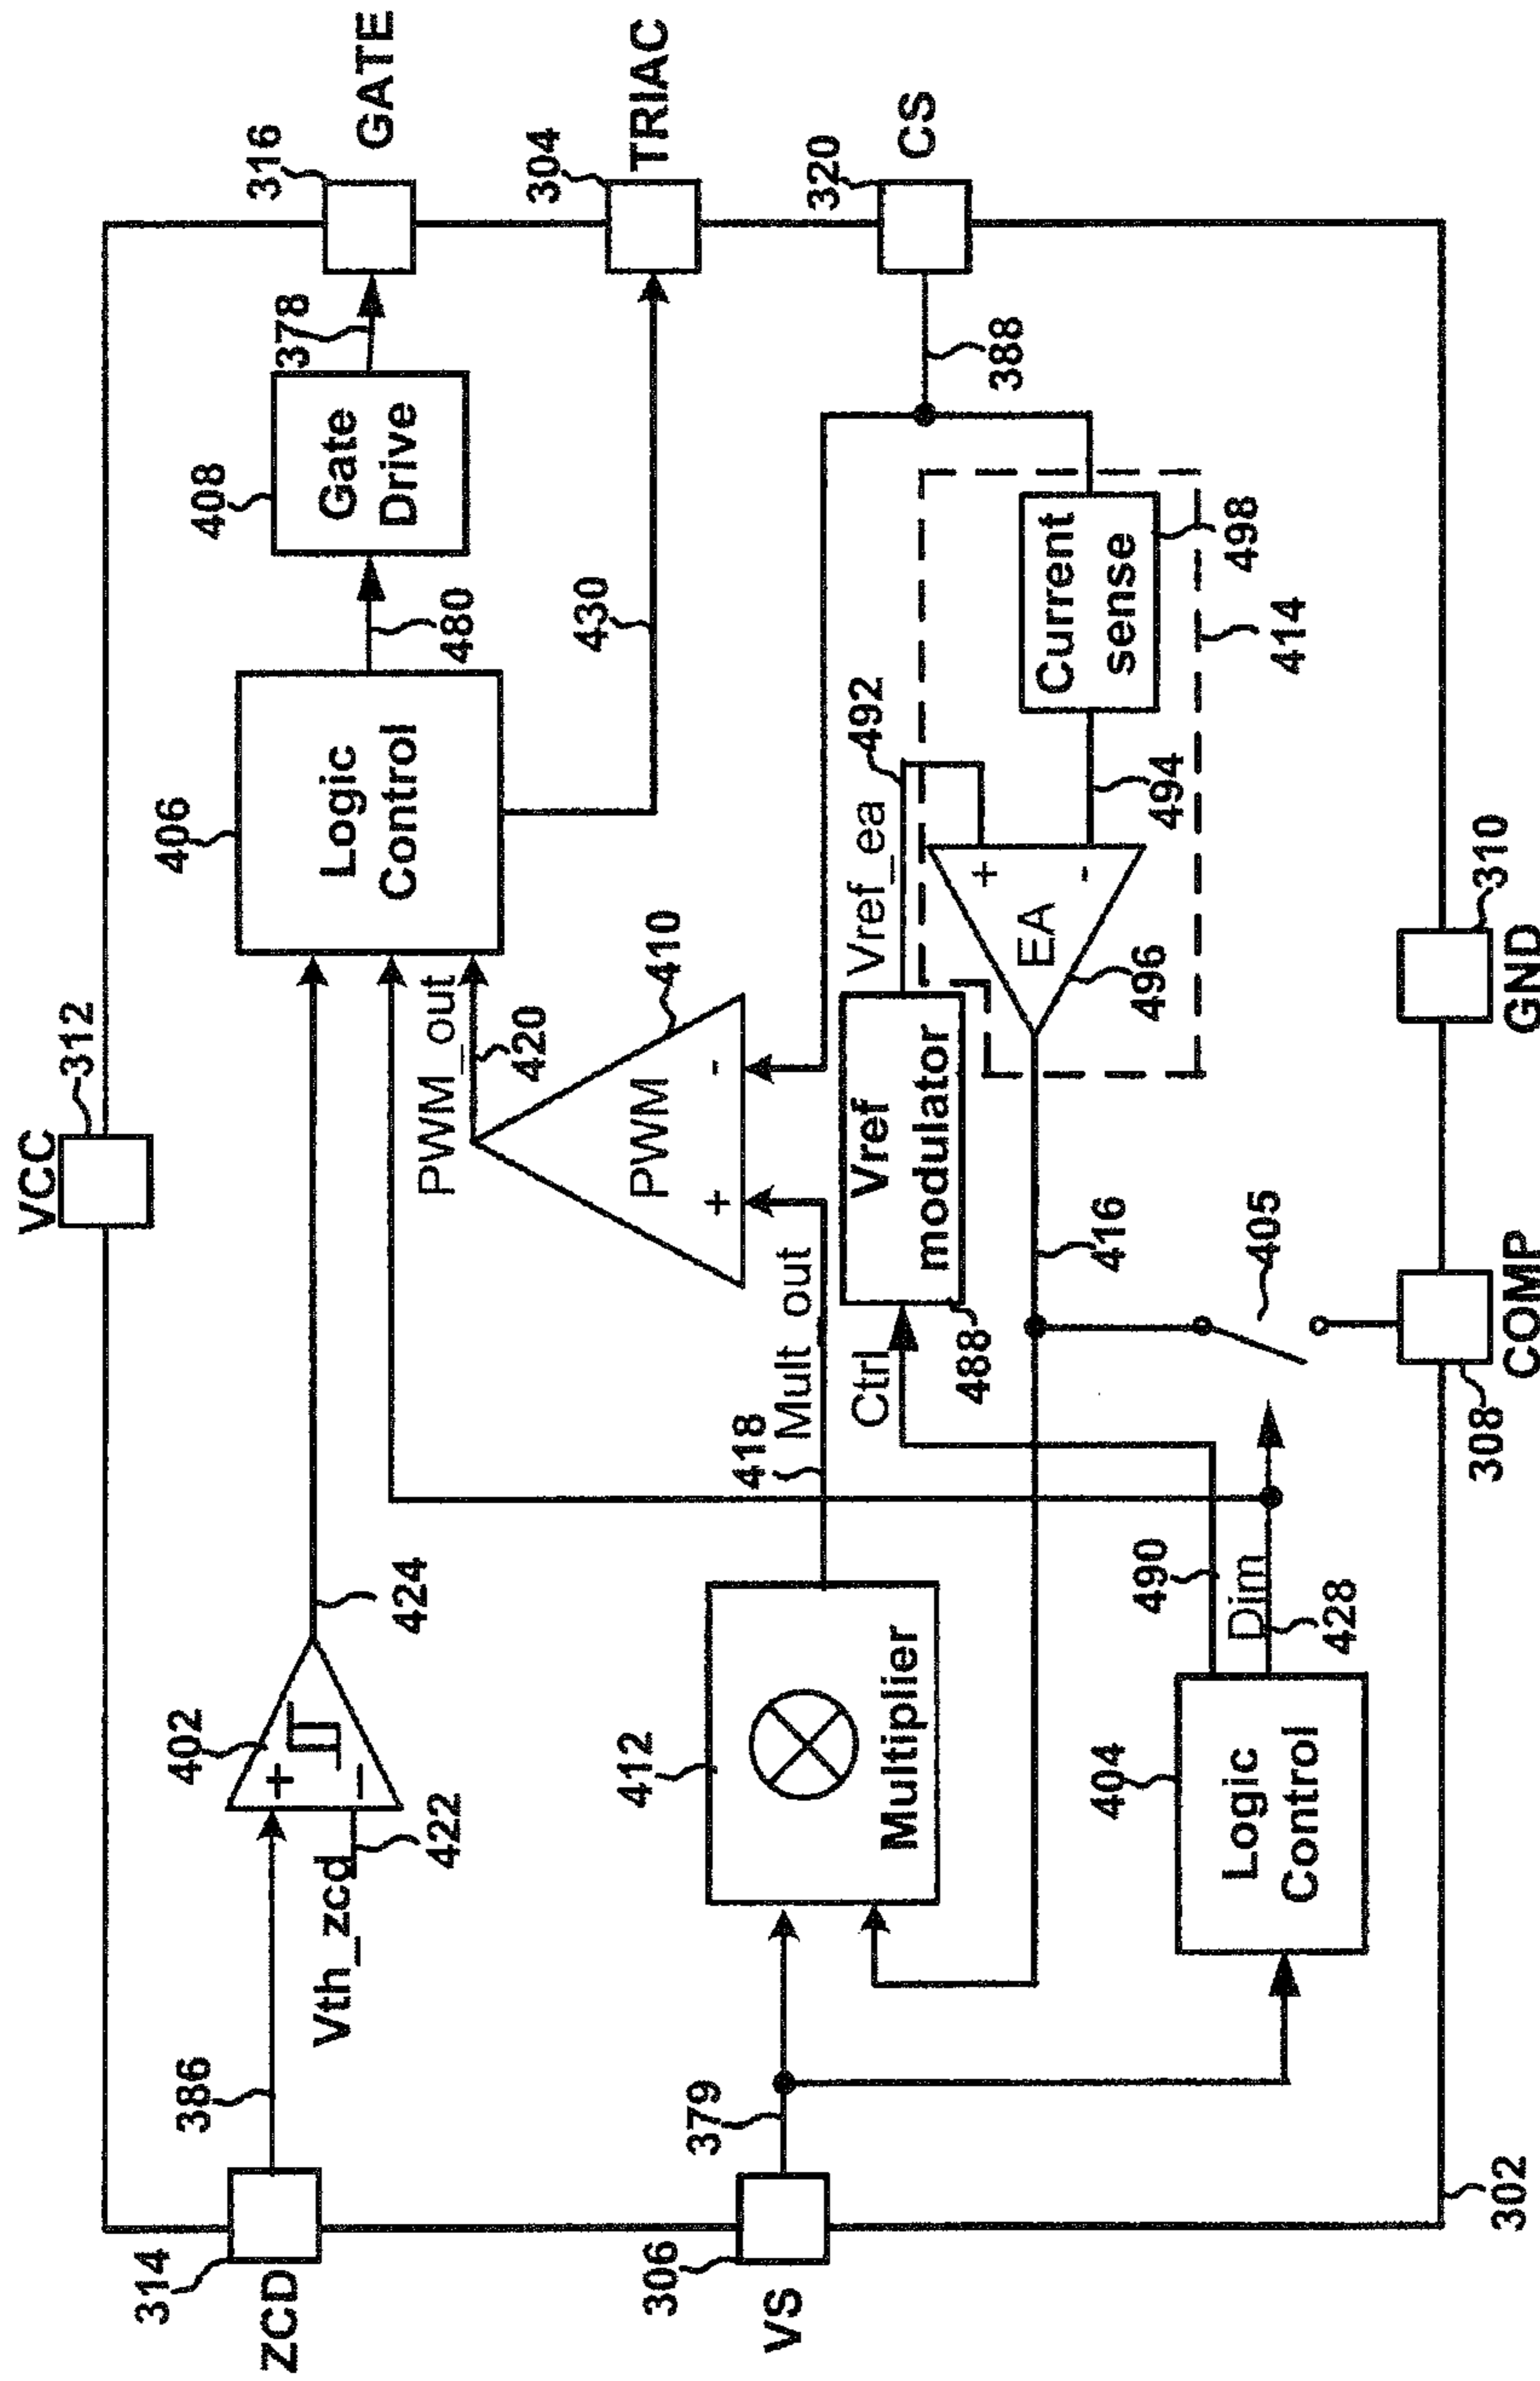 VCC
312
ZCD
314
386
Vth_zcd
422
402
424
406
Logic
Control
480
408
Gate
Drive
378
316
GATE
430
304
TRIAC
PWM_out
420
PWM
+
-
410
VS
306
379
412
Multiplier
418
Mult_out
Ctrl
Vref
modulator
488
Vref_ea
492
EA
+
-
496
494
Current
sense
498
414
388
320
CS
416
405
404
Logic
Control
490
Dim
428
308
COMP
310
GND
302
+
−